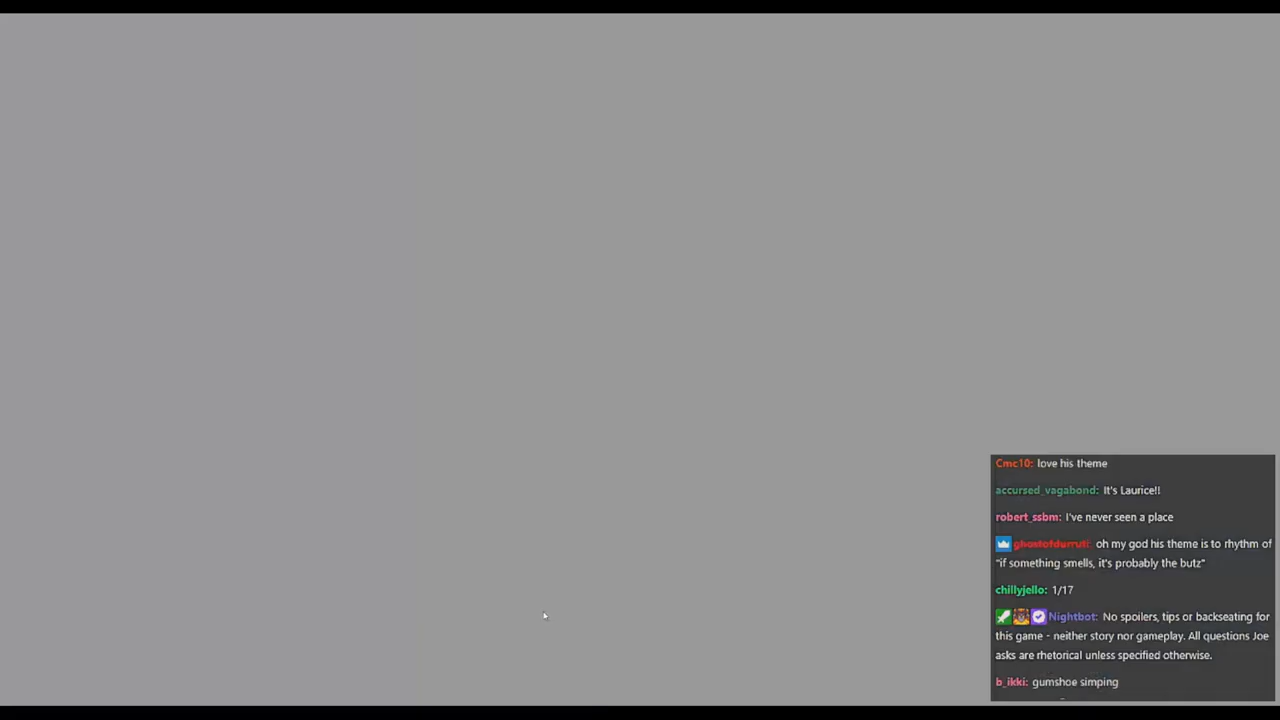 Cmc10: love his theme
accursed_vagabond: It's Laurice!!
robert_ssbm: I've never seen a place
ghostofdurruti: oh my god his theme is to rhythm of
"if something smells, it's probably the butz"
chillyjello: 1/17
Nightbot: No spoilers, tips or backseating for
this game - neither story nor gameplay. All questions Joe
asks are rhetorical unless specified otherwise.
b_ikki: gumshoe simping